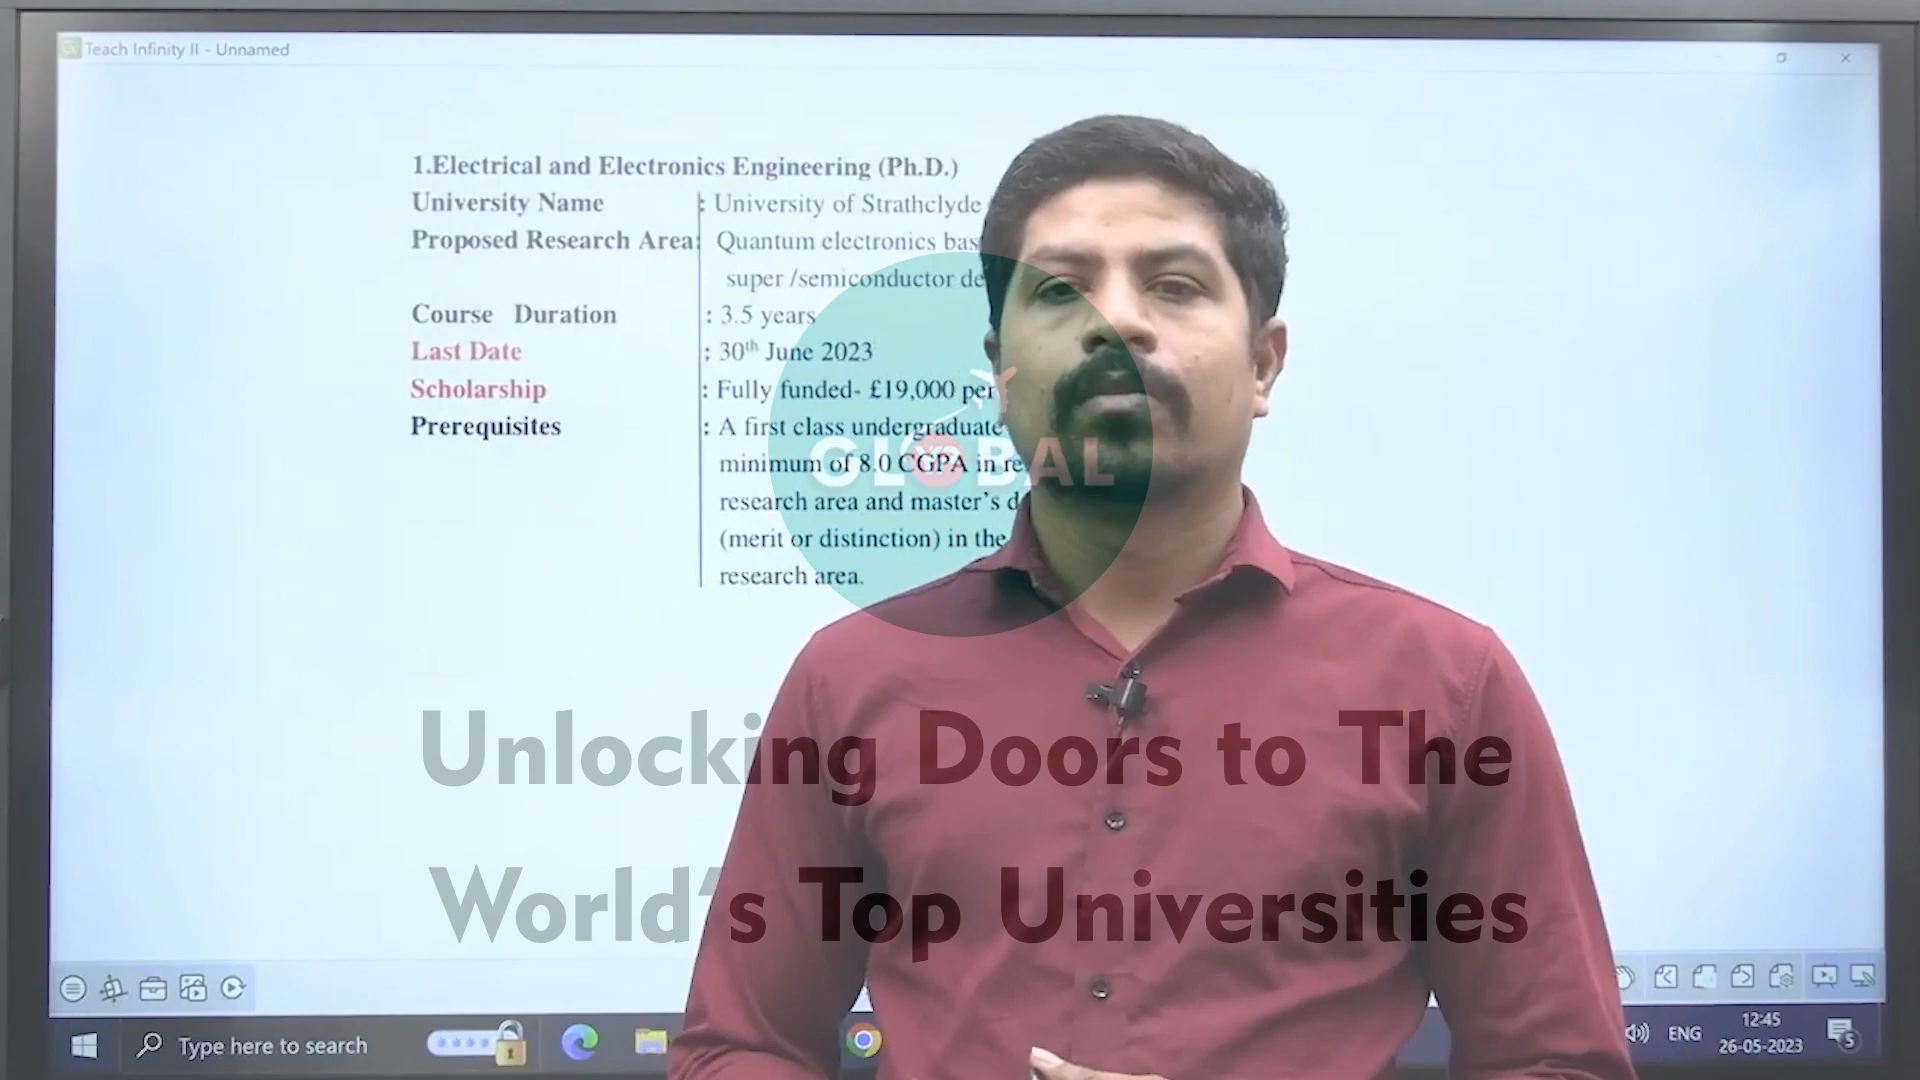 Teach Infinity II - Unnamed
1.Electrical and Electronics Engineering (Ph.D.)
University Name : University of Strathclyde
Proposed Research Area: Quantum electronics
super /semiconductor
Course Duration : 3.5 years
Last Date : 30th June 2023
Scholarship : Fully funded- £19,000 per
Prerequisites : A first class undergraduate
minimum of 8.0 CGPA in
research area and master's
(merit or distinction) in the
research area.
GLOBAL
Unlocking Doors to The
World‘s Top Universities
Type here to search
ENG
12:45
26-05-2023
5